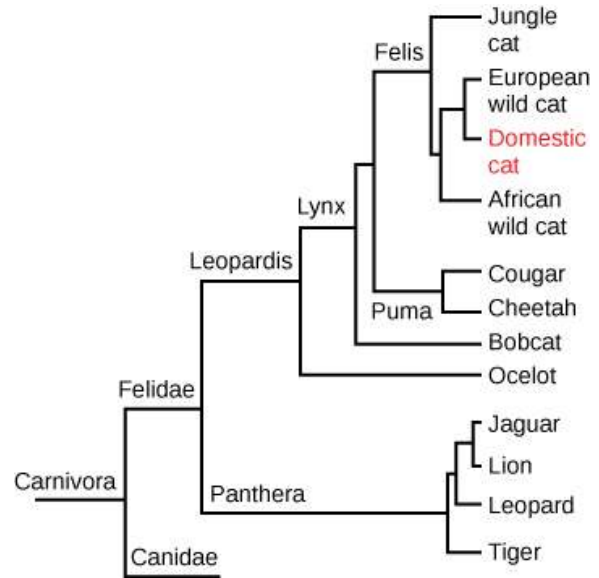 Jungle
cat
Felis
European
wild cat
Domestic
cat
African
wild cat
Lynx
Leopardis
Cougar
Cheetah
Puma
Bobcat
Ocelot
Felidae
Jaguar
Lion
Leopard
Tiger
Carnivora
Panthera
Canidae